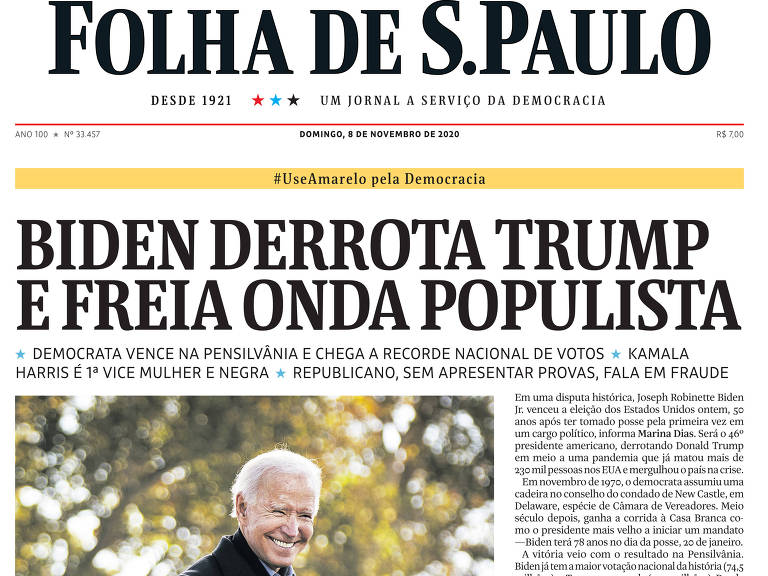 FOLHA DE S.PAULO
DESDE 1921 ★ ★ ★ UM JORNAL A SERVIÇO DA DEMOCRACIA
ANO 100 ★ Nº 33.457 DOMINGO, 8 DE NOVEMBRO DE 2020 R$ 7,00
#UseAmarelo pela Democracia
BIDEN DERROTA TRUMP
E FREIA ONDA POPULISTA
★ DEMOCRATA VENCE NA PENSILVÂNIA E CHEGA A RECORDE NACIONAL DE VOTOS ★ KAMALA
HARRIS É 1ª VICE MULHER E NEGRA ★ REPUBLICANO, SEM APRESENTAR PROVAS, FALA EM FRAUDE
Em uma disputa histórica, Joseph Robinette Biden
Jr. venceu a eleição dos Estados Unidos ontem, 50
anos após ter tomado posse pela primeira vez em
um cargo político, informa Marina Dias. Será o 46º
presidente americano, derrotando Donald Trump
em meio a uma pandemia que já matou mais de
230 mil pessoas nos EUA e mergulhou o país na crise.
Em novembro de 1970, o democrata assumiu uma
cadeira no conselho do condado de New Castle, em
Delaware, espécie de Câmara de Vereadores. Meio
século depois, ganha a corrida à Casa Branca co-
mo o presidente mais velho a iniciar um mandato
—Biden terá 78 anos no dia da posse, 20 de janeiro.
A vitória veio com o resultado na Pensilvânia.
Biden já tem a maior votação nacional da história (74,5